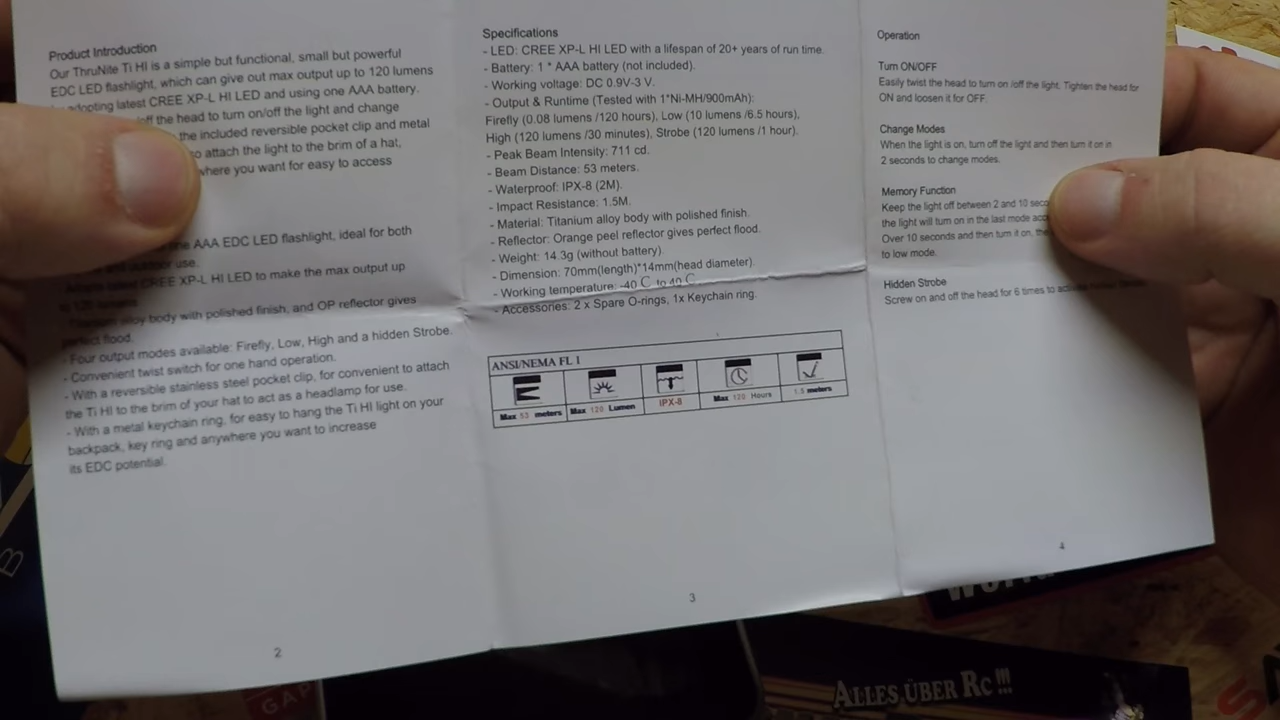 Product Introduction
Our ThruNite Ti HI is a simple but functional, small but powerful
EDC LED flashlight, which can give out max output up to 120 lumens
adopting latest CREE XP-L HI LED and using one AAA battery.
off the head to turn on/off the light and change
the included reversible pocket clip and metal
to attach the light to the brim of a hat,
where you want for easy to access
AAA EDC LED flashlight, ideal for both
use.
CREE XP-L HI LED to make the max output up
to 120 lumens
alloy body with polished finish, and OP reflector gives
perfect flood.
- Four output modes available: Firefly, Low, High and a hidden Strobe.
- Convenient twist switch for one hand operation.
- With a reversible stainless steel pocket clip, for convenient to attach
the Ti HI to the brim of your hat to act as a headlamp for use.
- With a metal keychain ring, for easy to hang the Ti HI light on your
backpack, key ring and anywhere you want to increase
its EDC potential.
2
Specifications
- LED: CREE XP-L HI LED with a lifespan of 20+ years of run time.
- Battery: 1 * AAA battery (not included).
- Working voltage: DC 0.9V-3 V.
- Output & Runtime (Tested with 1*Ni-MH/900mAh):
Firefly (0.08 lumens /120 hours), Low (10 lumens /6.5 hours),
High (120 lumens /30 minutes), Strobe (120 lumens /1 hour).
- Peak Beam Intensity: 711 cd.
- Beam Distance: 53 meters.
- Waterproof: IPX-8 (2M).
- Impact Resistance: 1.5M.
- Material: Titanium alloy body with polished finish.
- Reflector: Orange peel reflector gives perfect flood.
- Weight: 14.3g (without battery).
- Dimension: 70mm(length)*14mm(head diameter).
- Working temperature: -40 C to 40 C
- Accessories: 2 x Spare O-rings, 1x Keychain ring.
ANSI/NEMA FL 1
Max 53 meters Max 120 Lumen IPX-8 Max 120 Hours 1.5 meters
3
Operation
Turn ON/OFF
Easily twist the head to turn on /off the light. Tighten the head for
ON and loosen it for OFF.
Change Modes
When the light is on, turn off the light and then turn it on in
2 seconds to change modes.
Memory Function
Keep the light off between 2 and 10
the light will turn on in the last mode
Over 10 seconds and then turn it on,
to low mode.
Hidden Strobe
Screw on and off the head for 6 times to
4
B
GAP
ALLES ÜBER RC!!!
S